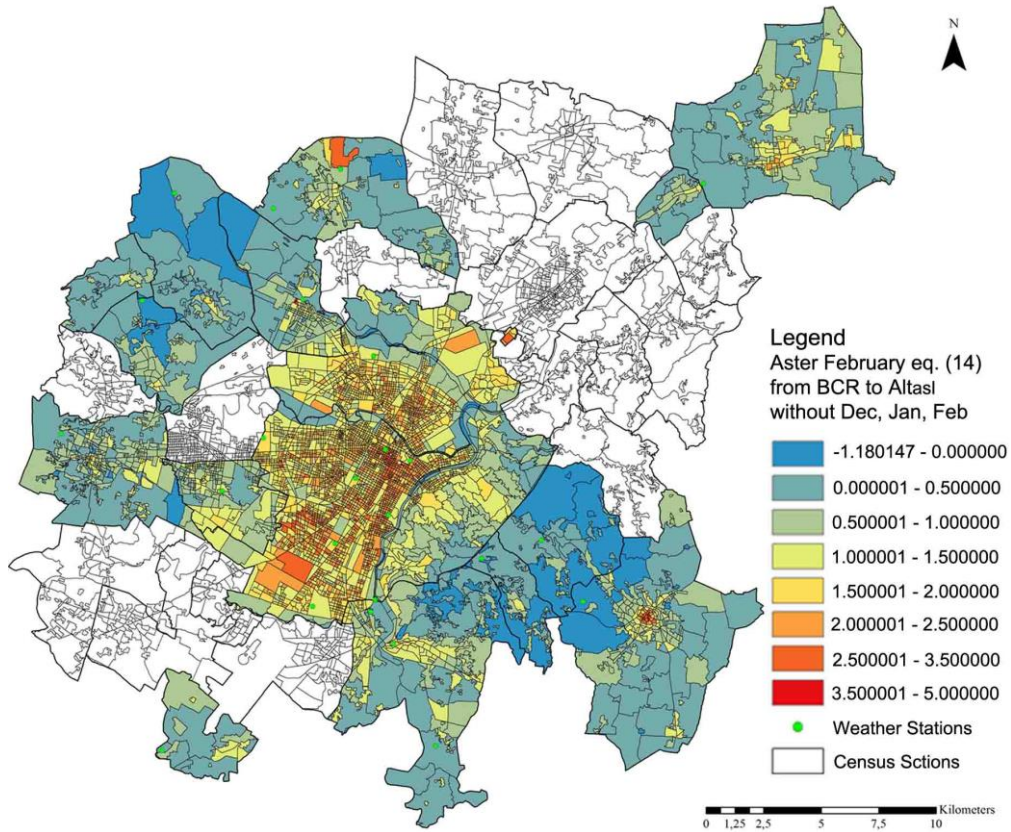 N
Legend
Aster February eq. (14)
from BCR to Altasl
without Dec, Jan, Feb
-1.180147 - 0.000000
0.000001 - 0.500000
0.500001 - 1.000000
1.000001 - 1.500000
1.500001 - 2.000000
2.000001 - 2.500000
2.500001 - 3.500000
3.500001 - 5.000000
Weather Stations
Census Sctions
Kilometers
0 1,25 2,5 5 7,5 10